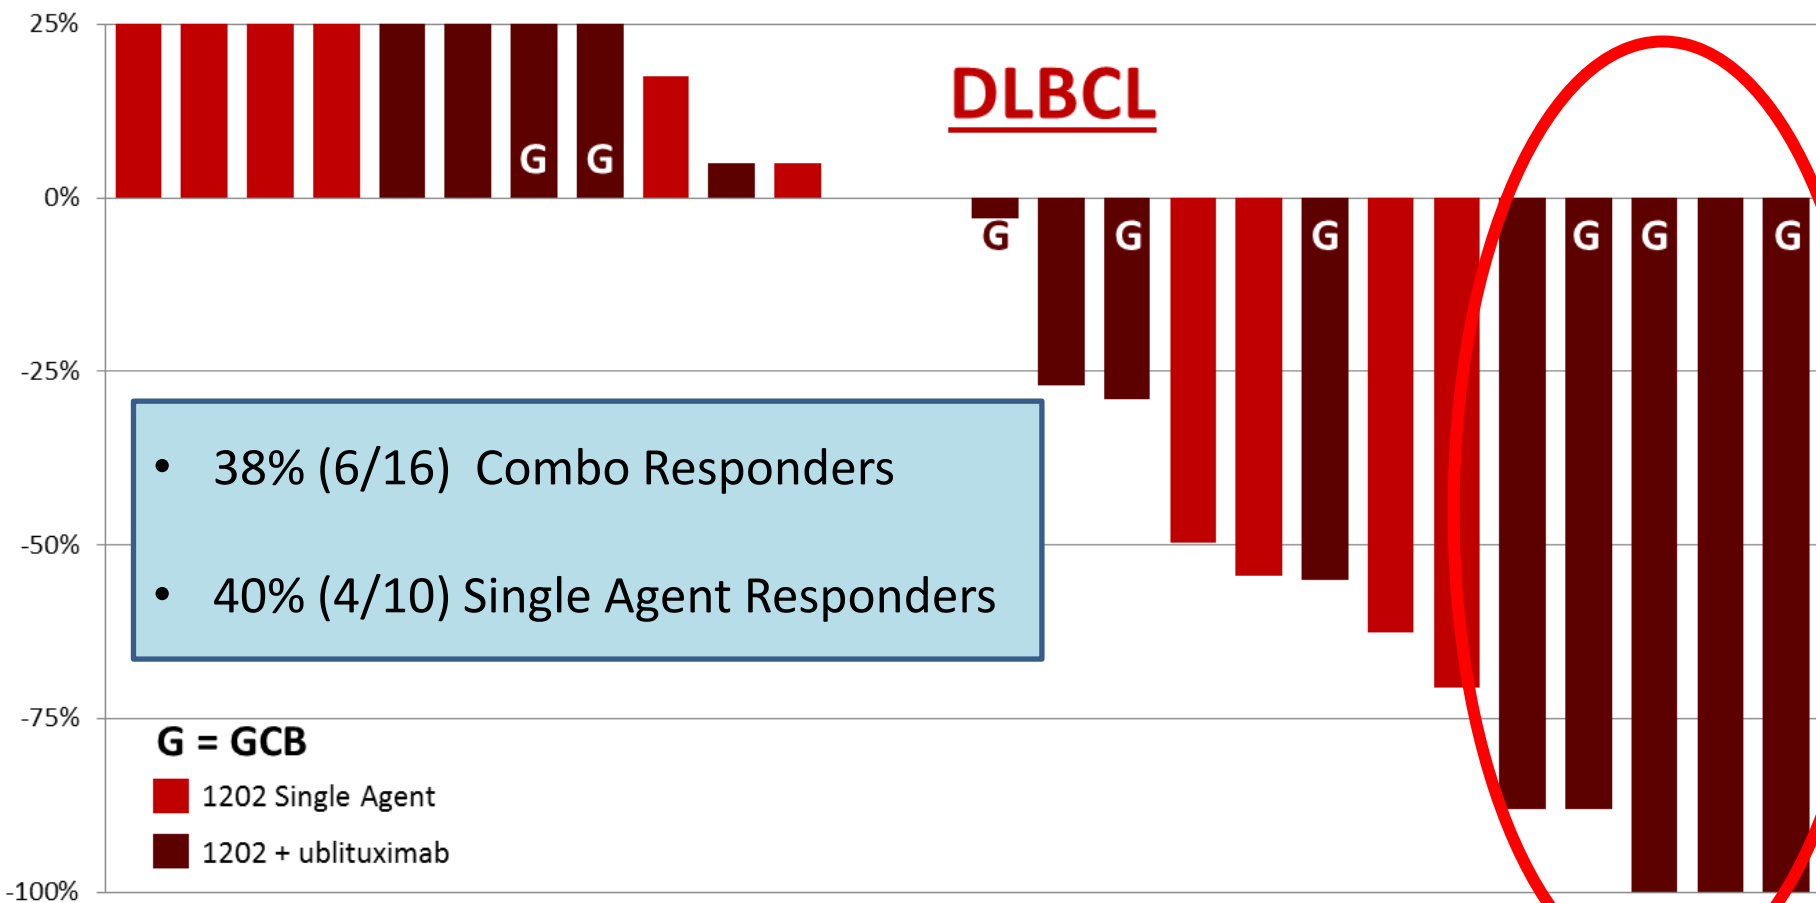 25%
DLBCL
G G
0%
G G G G G G
-25%
• 38% (6/16) Combo Responders
-50%
• 40% (4/10) Single Agent Responders
-75%
G = GCB
1202 Single Agent
1202 + ublituximab
-100%